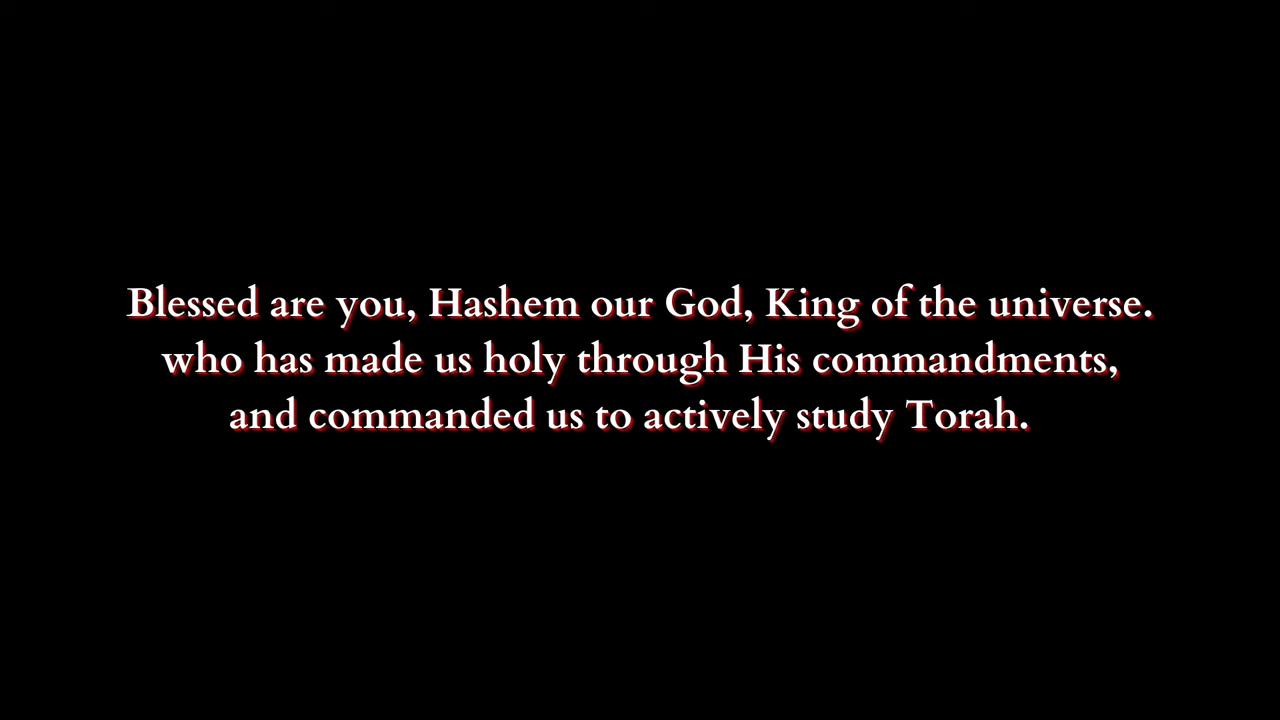 Blessed are you, Hashem our God, King of the universe.
who has made us holy through His commandments,
and commanded us to actively study Torah.